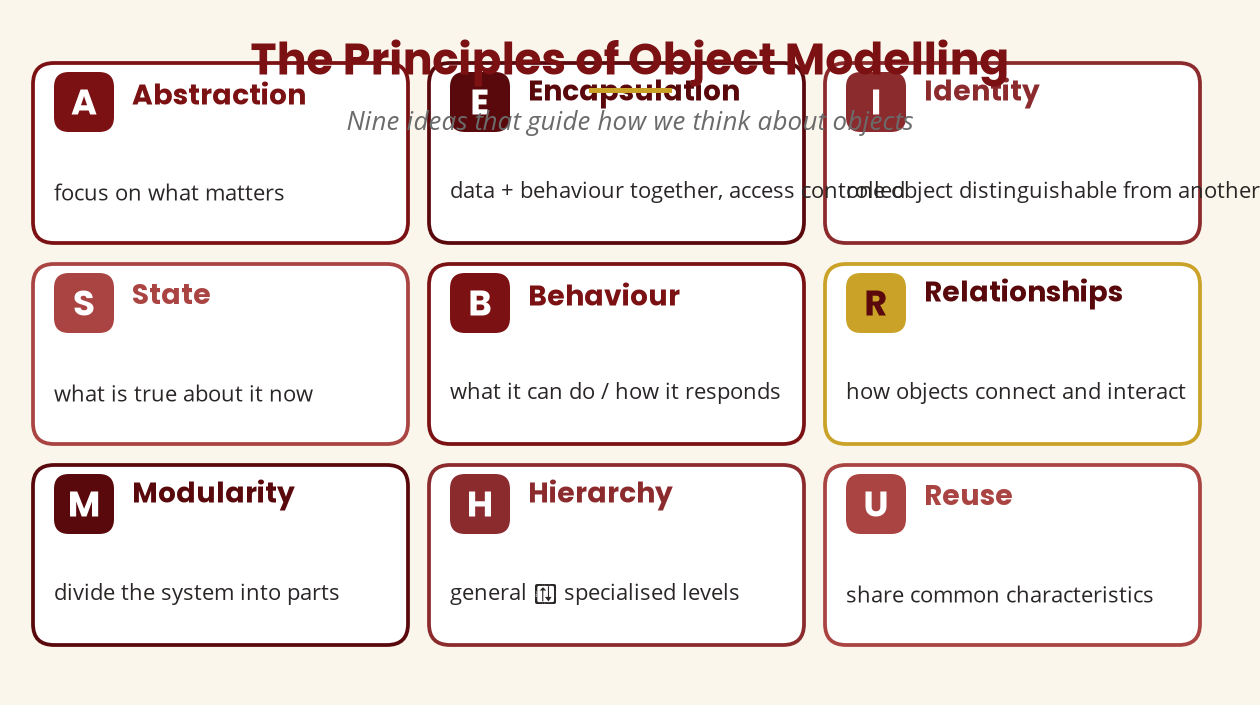 The Principles of Object Modelling
Nine ideas that guide how we think about objects
A Abstraction
focus on what matters
E Encapsulation
data + behaviour together, access controlled
I Identity
one object distinguishable from another
S State
what is true about it now
B Behaviour
what it can do / how it responds
R Relationships
how objects connect and interact
M Modularity
divide the system into parts
H Hierarchy
general specialised levels
U Reuse
share common characteristics